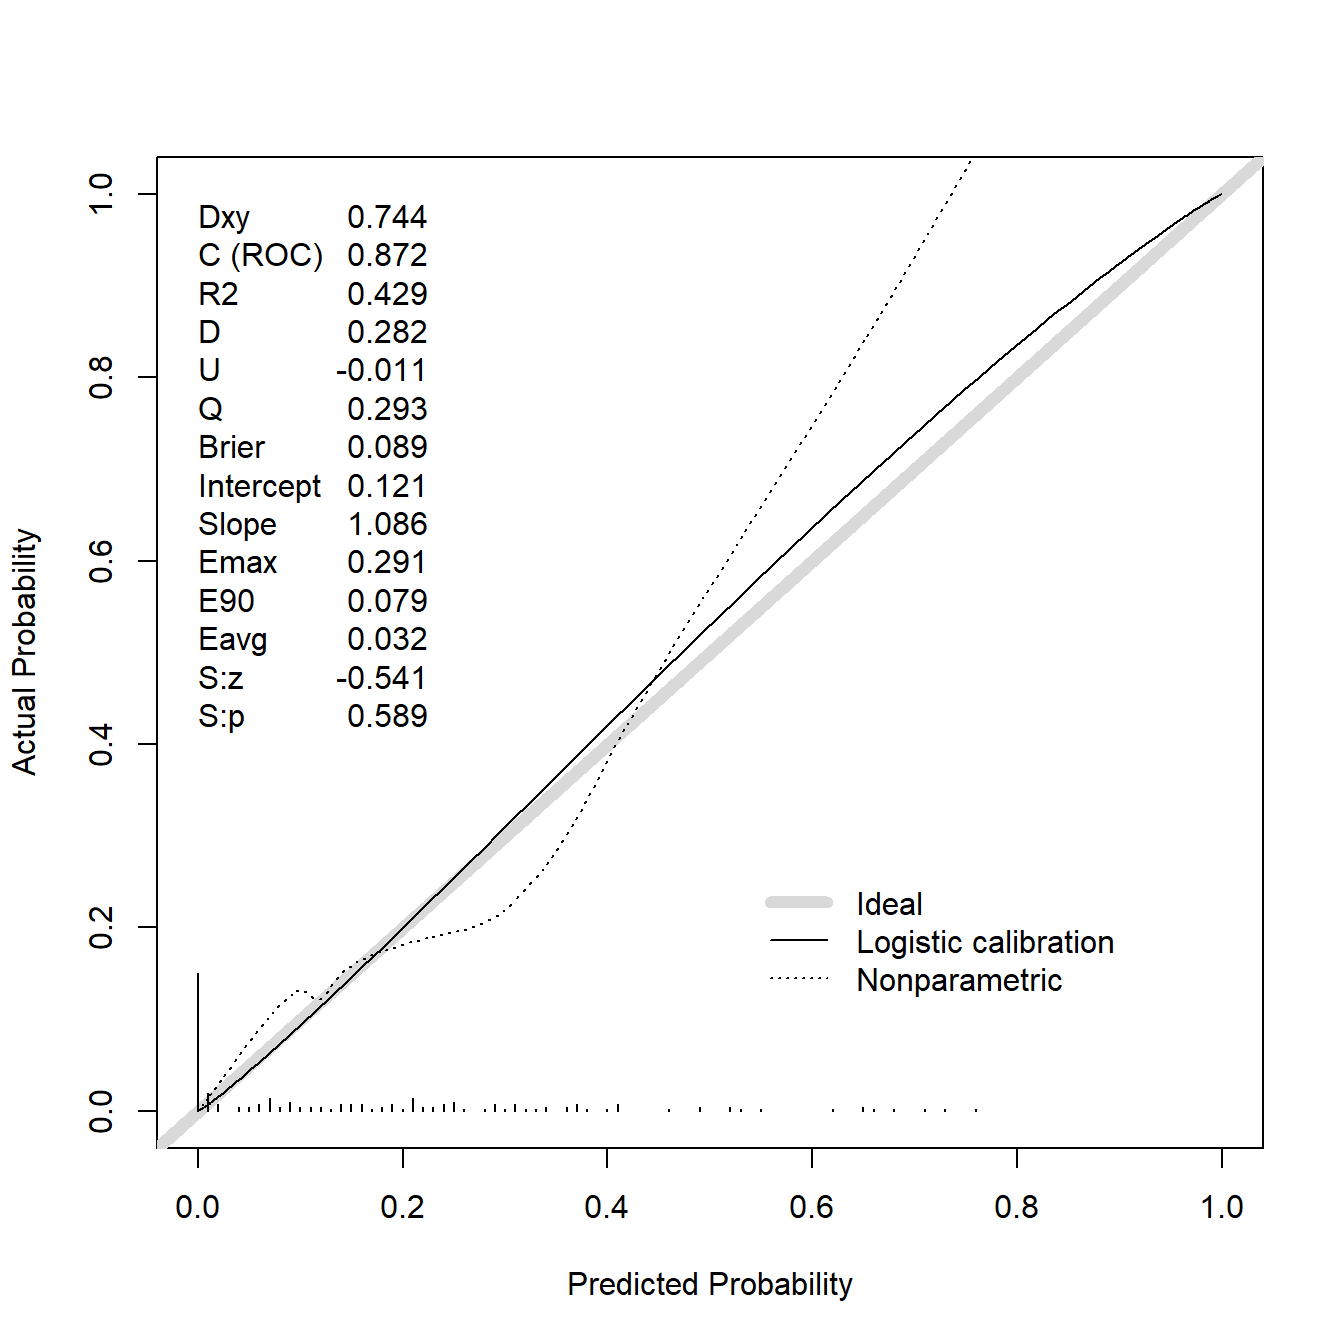 Dxy 0.744
C (ROC) 0.872
R2 0.429
D 0.282
U -0.011
Q 0.293
Brier 0.089
Intercept 0.121
Slope 1.086
Emax 0.291
E90 0.079
Eavg 0.032
S:z -0.541
S:p 0.589
Ideal
Logistic calibration
Nonparametric
Actual Probability
1.0
0.8
0.6
0.4
0.2
0.0
0.0 0.2 0.4 0.6 0.8 1.0
Predicted Probability